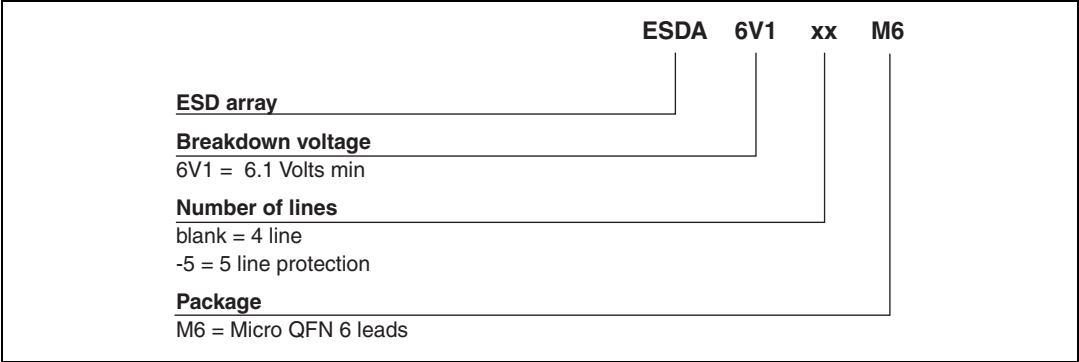 ESDA 6V1 xx M6
ESD array
Breakdown voltage
6V1 = 6.1 Volts min
Number of lines
blank = 4 line
-5 = 5 line protection
Package
M6 = Micro QFN 6 leads